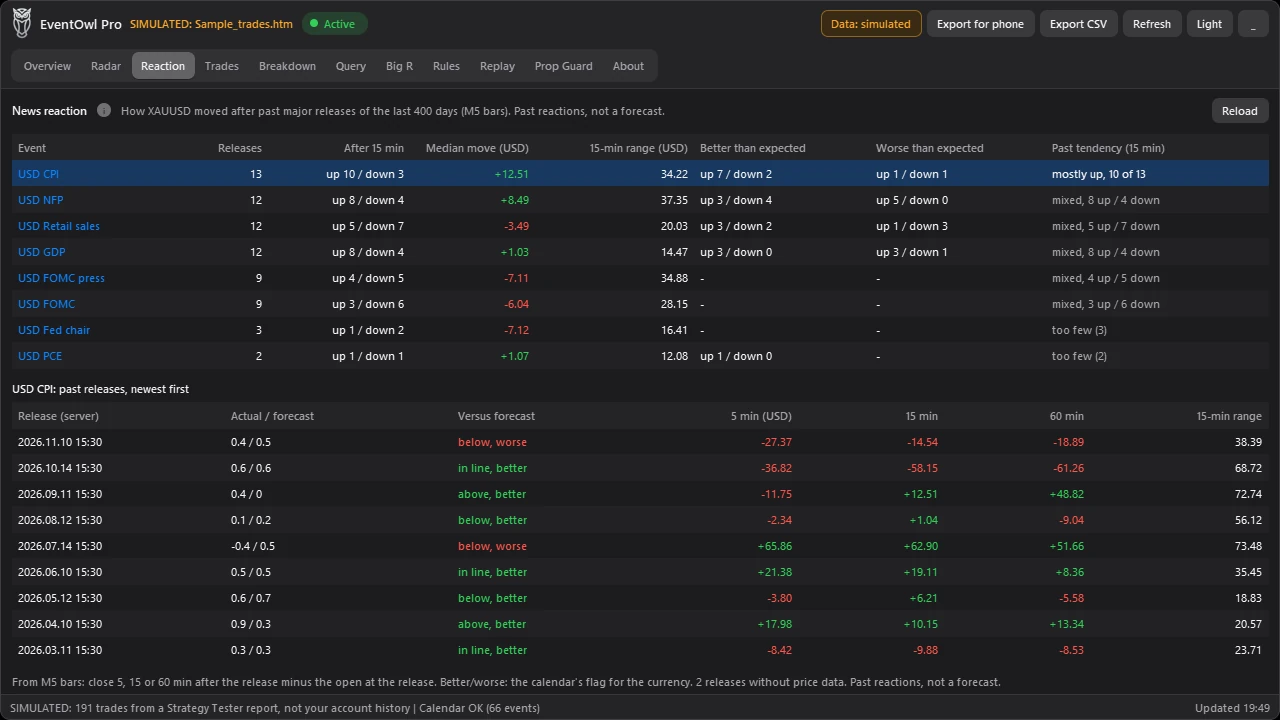 EventOwl Pro SIMULATED: Sample_trades.htm Active Data: simulated Export for phone Export CSV Refresh Light _
Overview Radar Reaction Trades Breakdown Query Big R Rules Replay Prop Guard About
News reaction i How XAUUSD moved after past major releases of the last 400 days (M5 bars). Past reactions, not a forecast. Reload
Event Releases After 15 min Median move (USD) 15-min range (USD) Better than expected Worse than expected Past tendency (15 min)
USD CPI 13 up 10 / down 3 +12.51 34.22 up 7 / down 2 up 1 / down 1 mostly up, 10 of 13
USD NFP 12 up 8 / down 4 +8.49 37.35 up 3 / down 4 up 5 / down 0 mixed, 8 up / 4 down
USD Retail sales 12 up 5 / down 7 -3.49 20.03 up 3 / down 2 up 1 / down 3 mixed, 5 up / 7 down
USD GDP 12 up 8 / down 4 +1.03 14.47 up 3 / down 0 up 3 / down 1 mixed, 8 up / 4 down
USD FOMC press 9 up 4 / down 5 -7.11 34.88 - - mixed, 4 up / 5 down
USD FOMC 9 up 3 / down 6 -6.04 28.15 - - mixed, 3 up / 6 down
USD Fed chair 3 up 1 / down 2 -7.12 16.41 - - too few (3)
USD PCE 2 up 1 / down 1 +1.07 12.08 up 1 / down 0 - too few (2)
USD CPI: past releases, newest first
Release (server) Actual / forecast Versus forecast 5 min (USD) 15 min 60 min 15-min range
2026.11.10 15:30 0.4 / 0.5 below, worse -27.37 -14.54 -18.89 38.39
2026.10.14 15:30 0.6 / 0.6 in line, better -36.82 -58.15 -61.26 68.72
2026.09.11 15:30 0.4 / 0 above, better -11.75 +12.51 +48.82 72.74
2026.08.12 15:30 0.1 / 0.2 below, better -2.34 +1.04 -9.04 56.12
2026.07.14 15:30 -0.4 / 0.5 below, worse +65.86 +62.90 +51.66 73.48
2026.06.10 15:30 0.5 / 0.5 in line, better +21.38 +19.11 +8.36 35.45
2026.05.12 15:30 0.6 / 0.7 below, better -3.80 +6.21 -5.58 18.83
2026.04.10 15:30 0.9 / 0.3 above, better +17.98 +10.15 +13.34 20.57
2026.03.11 15:30 0.3 / 0.3 in line, better -8.42 -9.88 -8.53 23.71
From M5 bars: close 5, 15 or 60 min after the release minus the open at the release. Better/worse: the calendar's flag for the currency. 2 releases without price data. Past reactions, not a forecast.
SIMULATED: 191 trades from a Strategy Tester report, not your account history | Calendar OK (66 events) Updated 19:49